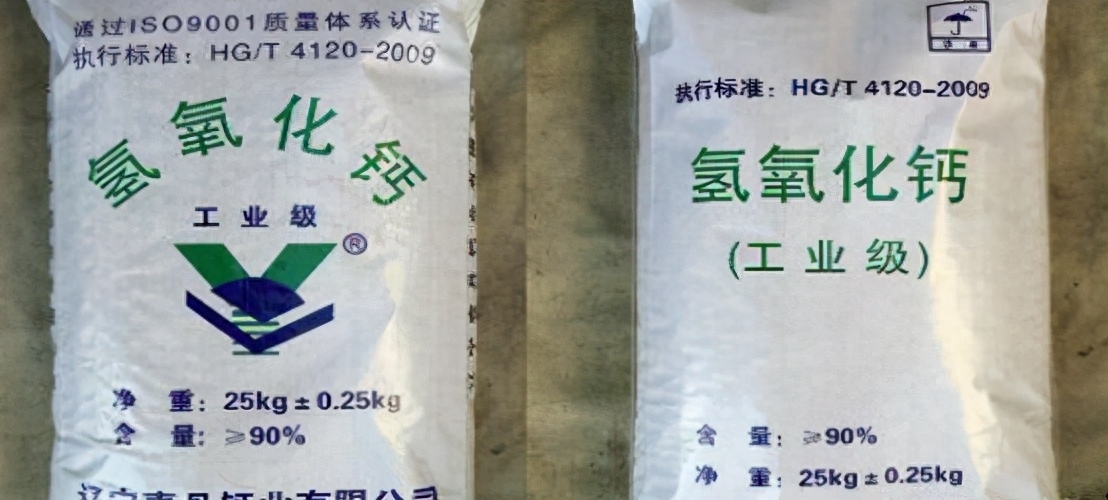 通过ISO9001质量体系认证
执行标准：HG/T 4120-2009
氢氧化钙
工业级
®
净 重：25kg±0.25kg
含 量：≥90%
执行标准：HG/T 4120-2009
氢氧化钙
(工业级)
含 量：≥90%
净 重：25kg±0.25kg